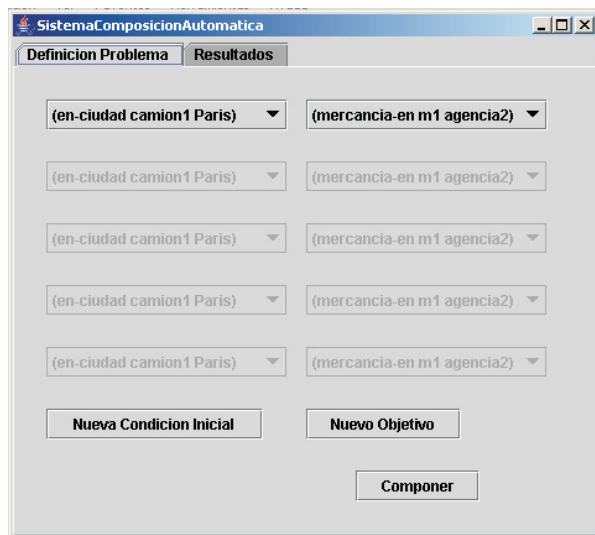 SistemaComposicionAutomatica
Definicion Problema Resultados
(en-ciudad camion1 Paris) (mercancia-en m1 agencia2)
(en-ciudad camion1 Paris) (mercancia-en m1 agencia2)
(en-ciudad camion1 Paris) (mercancia-en m1 agencia2)
(en-ciudad camion1 Paris) (mercancia-en m1 agencia2)
(en-ciudad camion1 Paris) (mercancia-en m1 agencia2)
Nueva Condicion Inicial Nuevo Objetivo
Componer